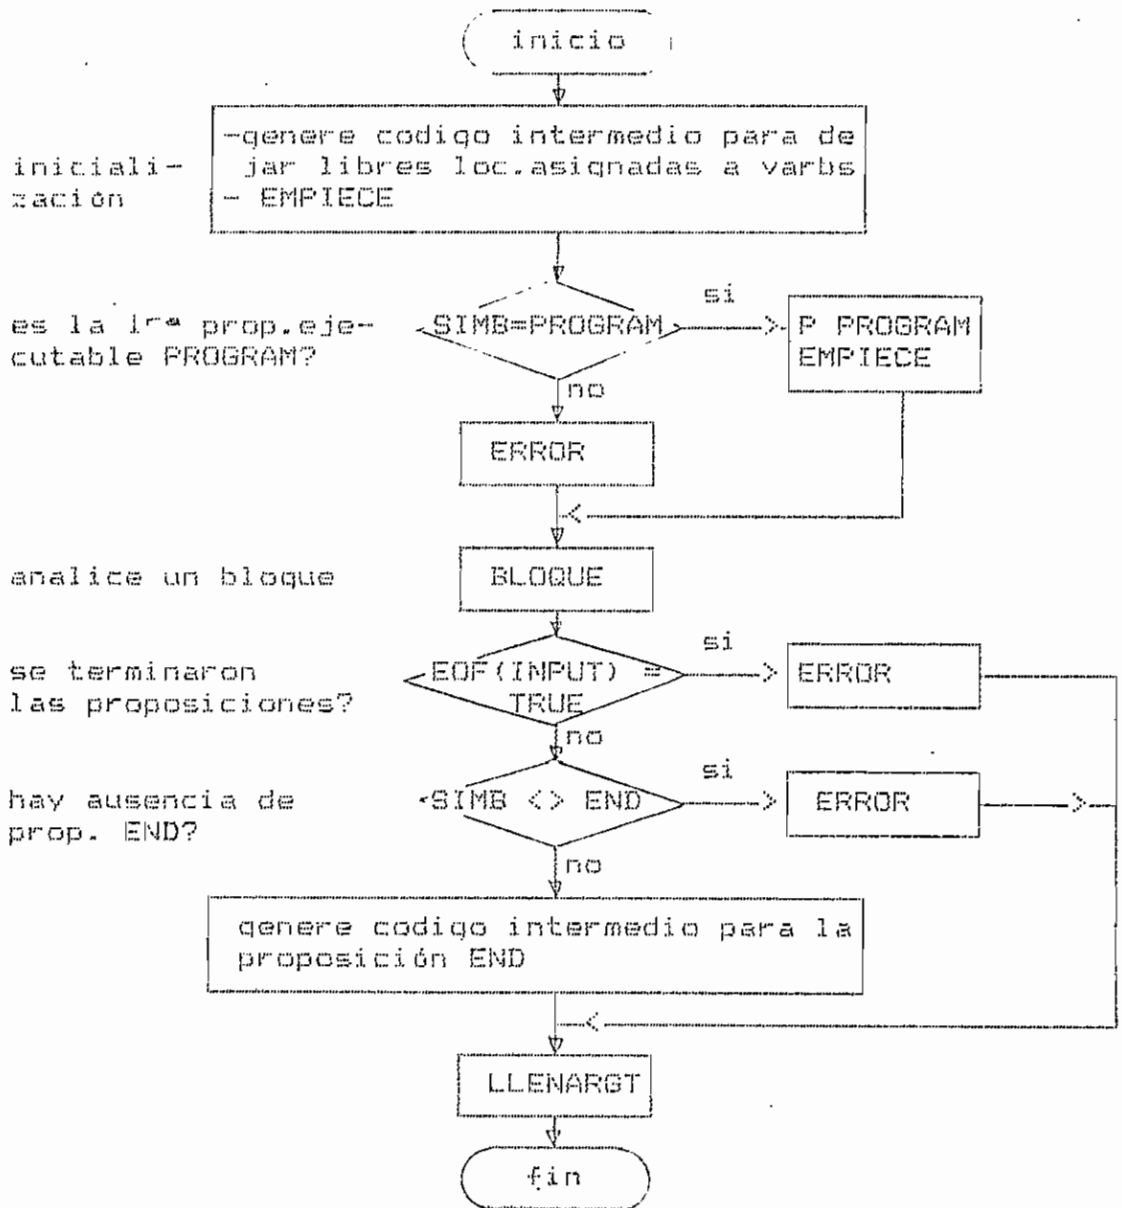 inicio
-genere codigo intermedio para de
jar libres loc.asignadas a varbs
- EMPIECE
iniciali-
zación
si
es la 1ra prop.eje-
cutable PROGRAM?
SIMB=PROGRAM
P PROGRAM
EMPIECE
no
ERROR
analice un bloque
BLOQUE
si
se terminaron
las proposiciones?
EOF(INPUT) =
TRUE
ERROR
no
si
hay ausencia de
prop. END?
SIMB <> END
ERROR
no
genere codigo intermedio para la
proposición END
LLENARGT
fin